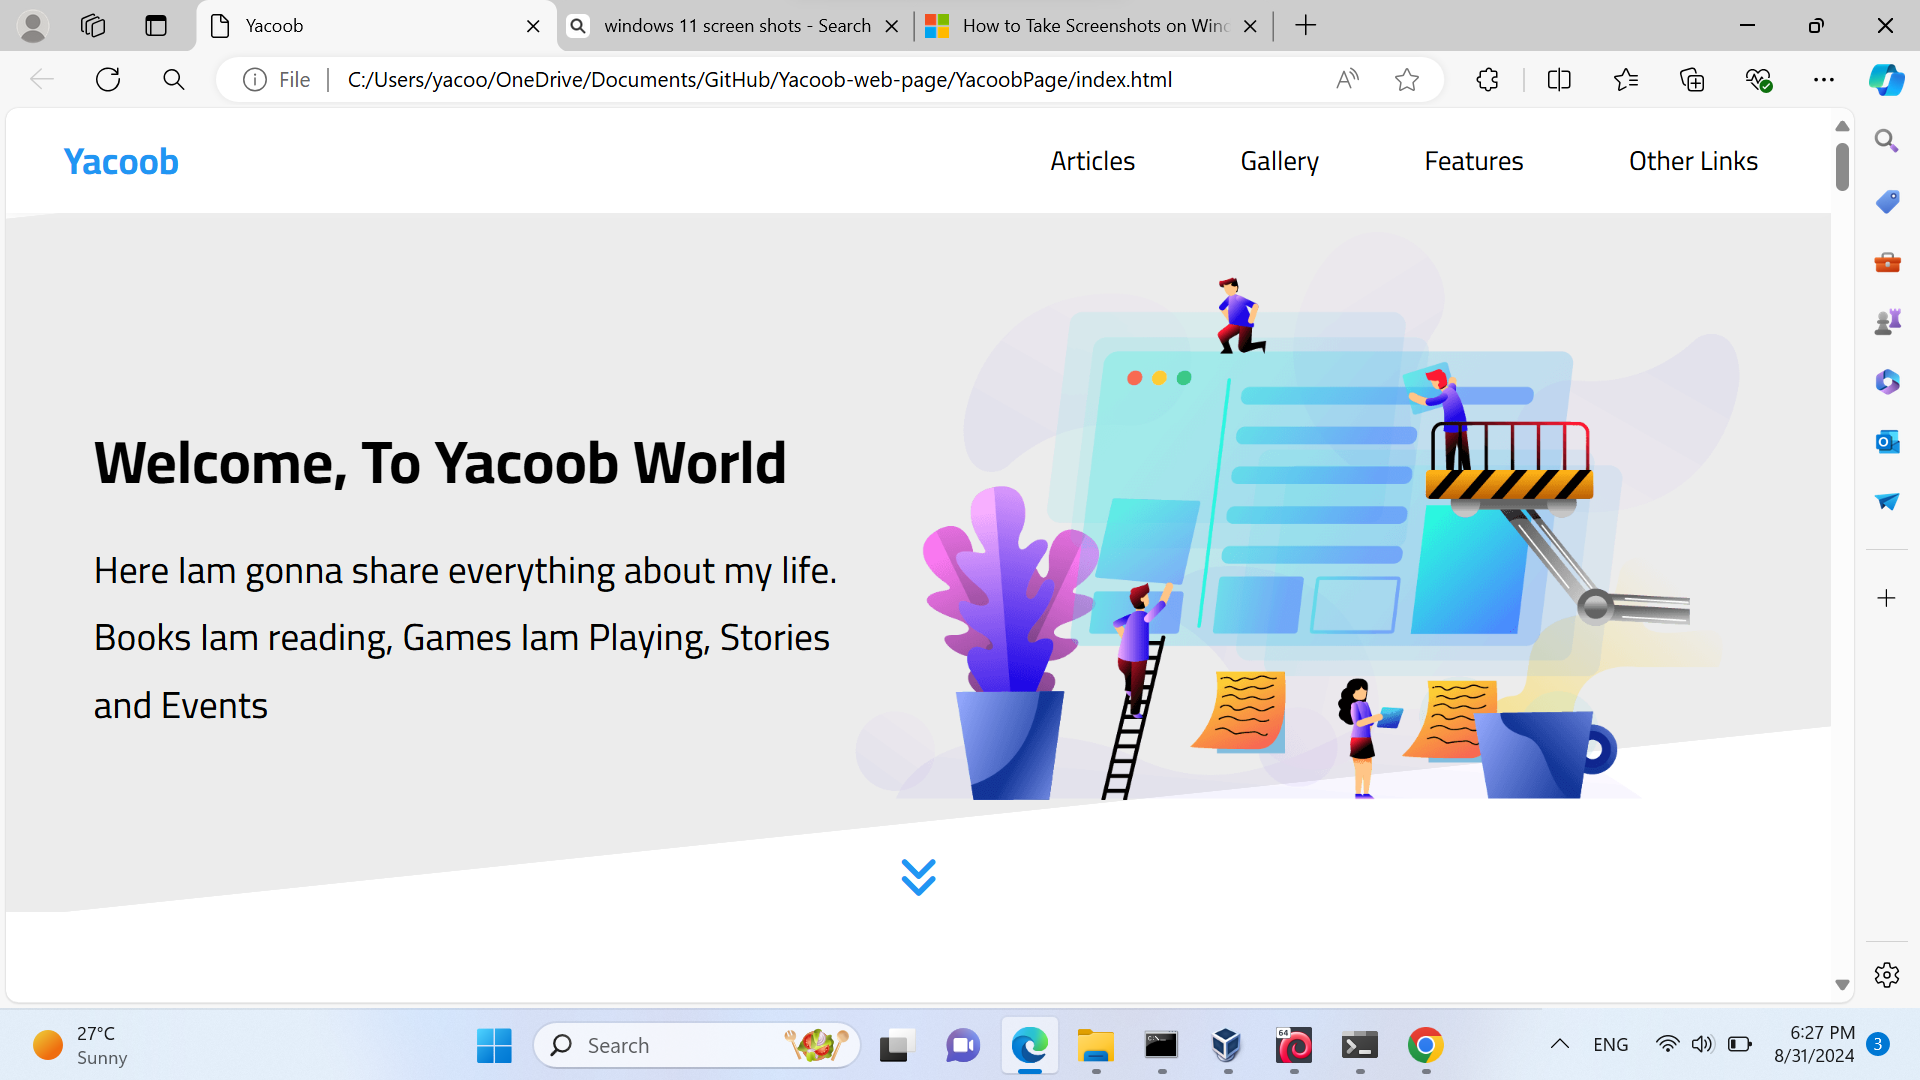 Yacoob
windows 11 screen shots - Search
How to Take Screenshots on Winc
File
C:/Users/yacoo/OneDrive/Documents/GitHub/Yacoob-web-page/YacoobPage/index.html
Yacoob
Articles
Gallery
Features
Other Links
Welcome, To Yacoob World
Here Iam gonna share everything about my life.
Books Iam reading, Games Iam Playing, Stories
and Events
27°C
Sunny
Search
64
ENG
6:27 PM
8/31/2024
3